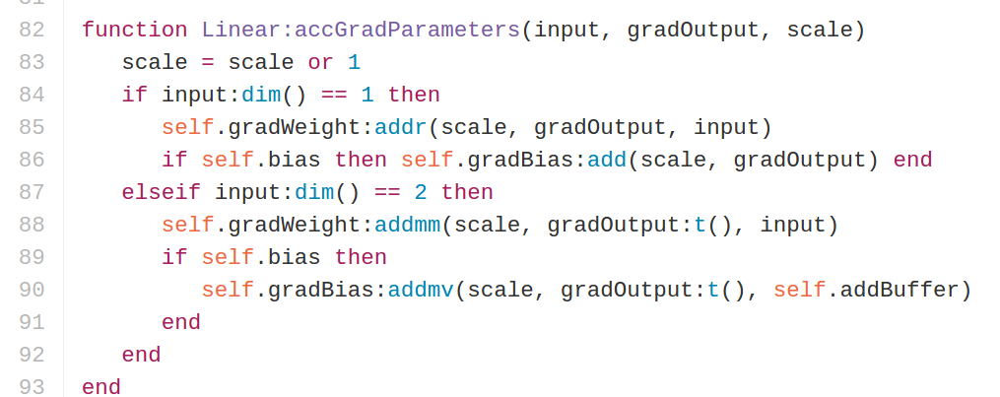 81
82 function Linear:accGradParameters(input, gradOutput, scale)
83    scale = scale or 1
84    if input:dim() == 1 then
85       self.gradWeight:addr(scale, gradOutput, input)
86       if self.bias then self.gradBias:add(scale, gradOutput) end
87    elseif input:dim() == 2 then
88       self.gradWeight:addmm(scale, gradOutput:t(), input)
89       if self.bias then
90          self.gradBias:addmv(scale, gradOutput:t(), self.addBuffer)
91       end
92    end
93 end